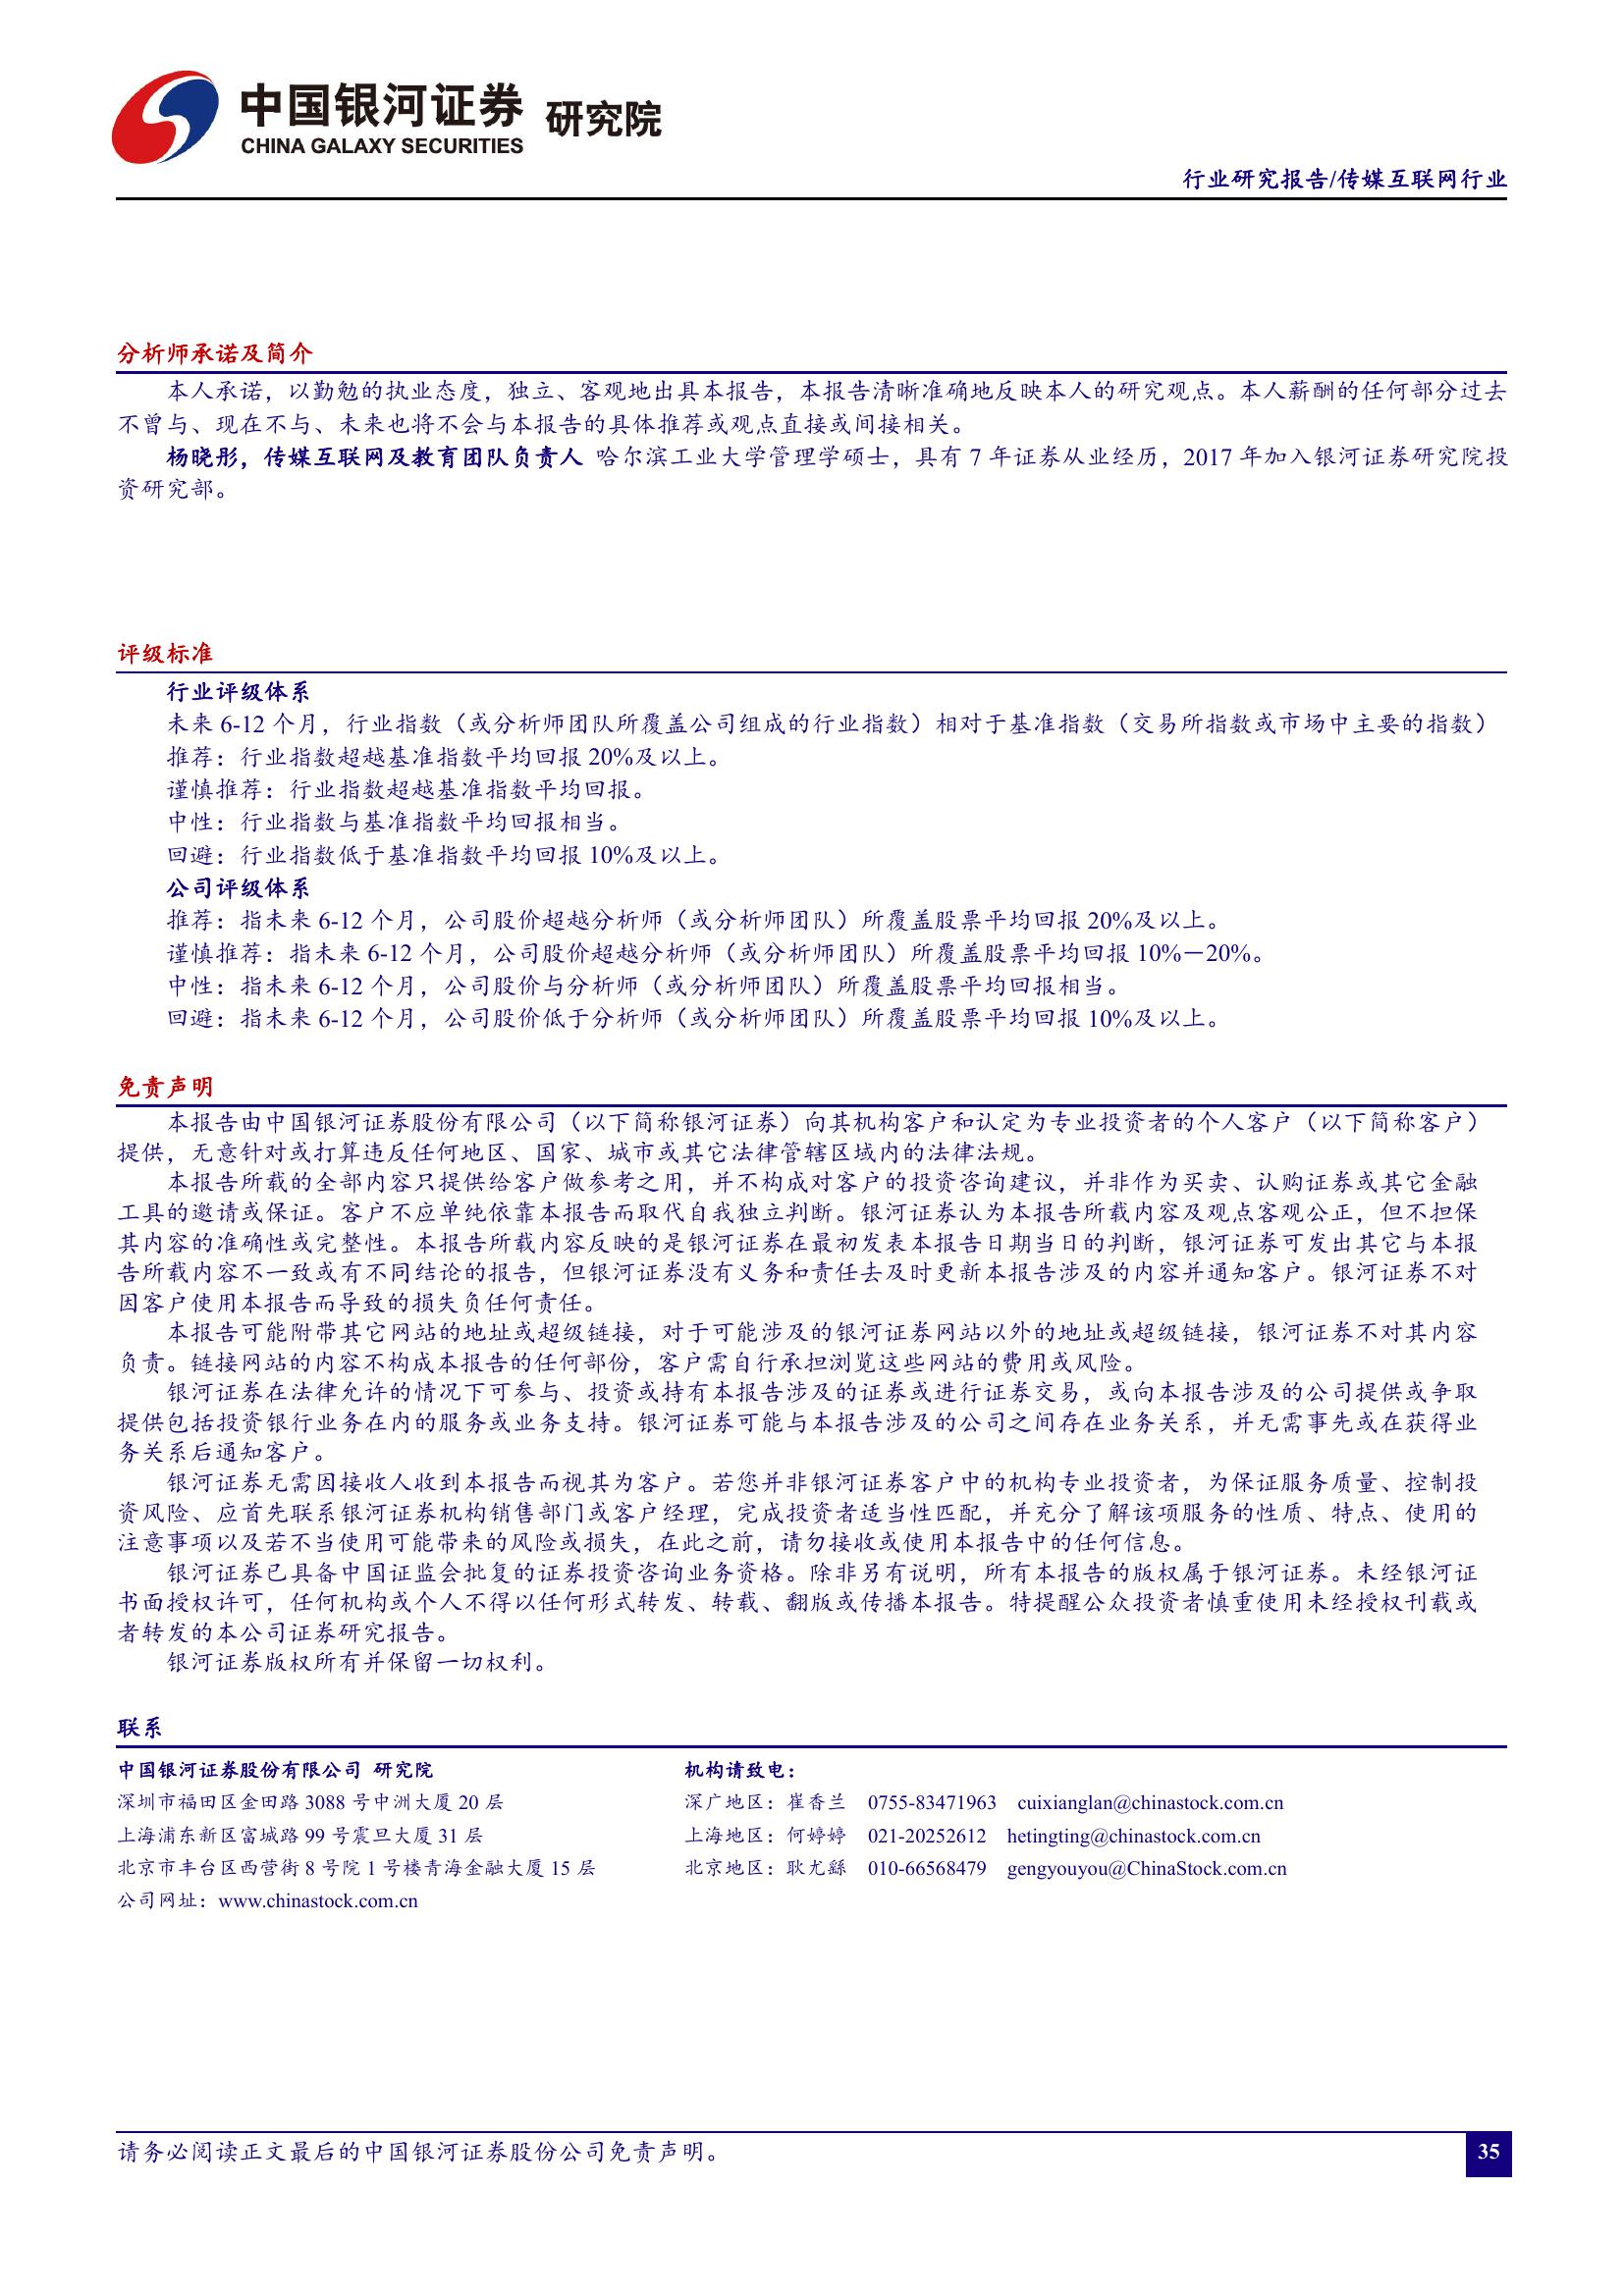 中国银河证券 研究院
CHINA GALAXY SECURITIES
行业研究报告/传媒互联网行业
分析师承诺及简介
本人承诺，以勤勉的执业态度，独立、客观地出具本报告，本报告清晰准确地反映本人的研究观点。本人薪酬的任何部分过去
不曾与、现在不与、未来也将不会与本报告的具体推荐或观点直接或间接相关。
杨晓彤，传媒互联网及教育团队负责人 哈尔滨工业大学管理学硕士，具有 7 年证券从业经历，2017 年加入银河证券研究院投
资研究部。
评级标准
行业评级体系
未来 6-12 个月，行业指数（或分析师团队所覆盖公司组成的行业指数）相对于基准指数（交易所指数或市场中主要的指数）
推荐：行业指数超越基准指数平均回报 20%及以上。
谨慎推荐：行业指数超越基准指数平均回报。
中性：行业指数与基准指数平均回报相当。
回避：行业指数低于基准指数平均回报 10%及以上。
公司评级体系
推荐：指未来 6-12 个月，公司股价超越分析师（或分析师团队）所覆盖股票平均回报 20%及以上。
谨慎推荐：指未来 6-12 个月，公司股价超越分析师（或分析师团队）所覆盖股票平均回报 10%－20%。
中性：指未来 6-12 个月，公司股价与分析师（或分析师团队）所覆盖股票平均回报相当。
回避：指未来 6-12 个月，公司股价低于分析师（或分析师团队）所覆盖股票平均回报 10%及以上。
免责声明
本报告由中国银河证券股份有限公司（以下简称银河证券）向其机构客户和认定为专业投资者的个人客户（以下简称客户）
提供，无意针对或打算违反任何地区、国家、城市或其它法律管辖区域内的法律法规。
本报告所载的全部内容只提供给客户做参考之用，并不构成对客户的投资咨询建议，并非作为买卖、认购证券或其它金融
工具的邀请或保证。客户不应单纯依靠本报告而取代自我独立判断。银河证券认为本报告所载内容及观点客观公正，但不担保
其内容的准确性或完整性。本报告所载内容反映的是银河证券在最初发表本报告日期当日的判断，银河证券可发出其它与本报
告所载内容不一致或有不同结论的报告，但银河证券没有义务和责任去及时更新本报告涉及的内容并通知客户。银河证券不对
因客户使用本报告而导致的损失负任何责任。
本报告可能附带其它网站的地址或超级链接，对于可能涉及的银河证券网站以外的地址或超级链接，银河证券不对其内容
负责。链接网站的内容不构成本报告的任何部份，客户需自行承担浏览这些网站的费用或风险。
银河证券在法律允许的情况下可参与、投资或持有本报告涉及的证券或进行证券交易，或向本报告涉及的公司提供或争取
提供包括投资银行业务在内的服务或业务支持。银河证券可能与本报告涉及的公司之间存在业务关系，并无需事先或在获得业
务关系后通知客户。
银河证券无需因接收人收到本报告而视其为客户。若您并非银河证券客户中的机构专业投资者，为保证服务质量、控制投
资风险、应首先联系银河证券机构销售部门或客户经理，完成投资者适当性匹配，并充分了解该项服务的性质、特点、使用的
注意事项以及若不当使用可能带来的风险或损失，在此之前，请勿接收或使用本报告中的任何信息。
银河证券已具备中国证监会批复的证券投资咨询业务资格。除非另有说明，所有本报告的版权属于银河证券。未经银河证
书面授权许可，任何机构或个人不得以任何形式转发、转载、翻版或传播本报告。特提醒公众投资者慎重使用未经授权刊载或
者转发的本公司证券研究报告。
银河证券版权所有并保留一切权利。
联系
中国银河证券股份有限公司 研究院 机构请致电：
深圳市福田区金田路 3088 号中洲大厦 20 层 深广地区：崔香兰 0755-83471963 cuixianglan@chinastock.com.cn
上海浦东新区富城路 99 号震旦大厦 31 层 上海地区：何婷婷 021-20252612 hetingting@chinastock.com.cn
北京市丰台区西营街 8 号院 1 号楼青海金融大厦 15 层 北京地区：耿尤繇 010-66568479 gengyouyou@ChinaStock.com.cn
公司网址：www.chinastock.com.cn
请务必阅读正文最后的中国银河证券股份公司免责声明。 35